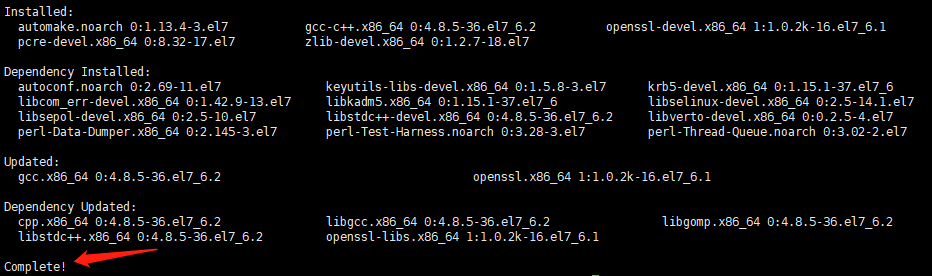 Installed:
automake.noarch 0:1.13.4-3.el7 gcc-c++.x86_64 0:4.8.5-36.el7_6.2 openssl-devel.x86_64 1:1.0.2k-16.el7_6.1
pcre-devel.x86_64 0:8.32-17.el7 zlib-devel.x86_64 0:1.2.7-18.el7
Dependency Installed:
autoconf.noarch 0:2.69-11.el7 keyutils-libs-devel.x86_64 0:1.5.8-3.el7 krb5-devel.x86_64 0:1.15.1-37.el7_6
libcom_err-devel.x86_64 0:1.42.9-13.el7 libkadm5.x86_64 0:1.15.1-37.el7_6 libselinux-devel.x86_64 0:2.5-14.1.el7
libsepol-devel.x86_64 0:2.5-10.el7 libstdc++-devel.x86_64 0:4.8.5-36.el7_6.2 libverto-devel.x86_64 0:0.2.5-4.el7
perl-Data-Dumper.x86_64 0:2.145-3.el7 perl-Test-Harness.noarch 0:3.28-3.el7 perl-Thread-Queue.noarch 0:3.02-2.el7
Updated:
gcc.x86_64 0:4.8.5-36.el7_6.2 openssl.x86_64 1:1.0.2k-16.el7_6.1
Dependency Updated:
cpp.x86_64 0:4.8.5-36.el7_6.2 libgcc.x86_64 0:4.8.5-36.el7_6.2 libgomp.x86_64 0:4.8.5-36.el7_6.2
libstdc++.x86_64 0:4.8.5-36.el7_6.2 openssl-libs.x86_64 1:1.0.2k-16.el7_6.1
Complete!